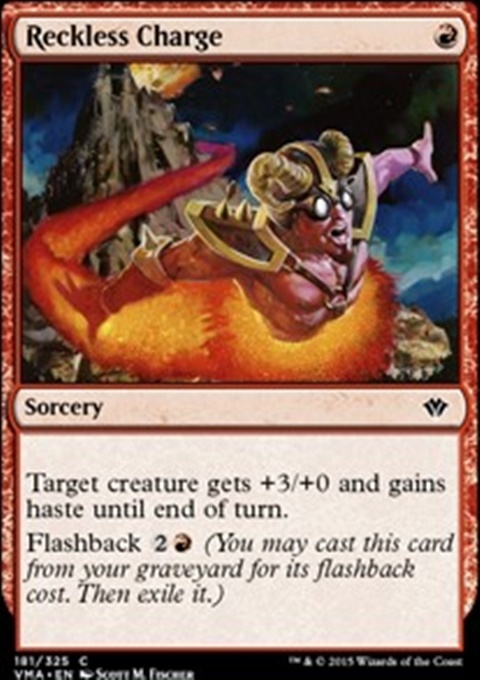 Reckless Charge
Sorcery
Target creature gets +3/+0 and gains
haste until end of turn.
Flashback 2 (You may cast this card
from your graveyard for its flashback
cost. Then exile it.)
181/325 C
VMA • EN Scott M. Fischer
™ & © 2015 Wizards of the Coast